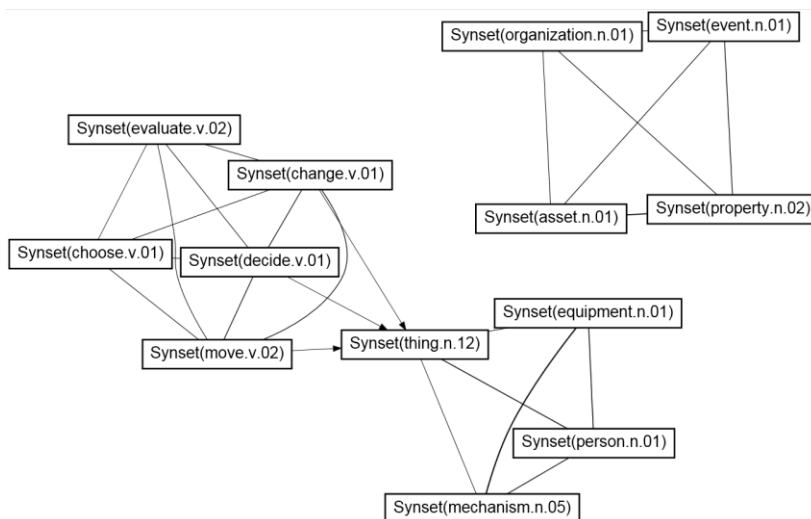 Synset(event.n.01)
Synset(organization.n.01)
Synset(evaluate.v.02)
Synset(change.v.01)
Synset(property.n.02)
Synset(asset.n.01)
Synset(choose.v.01)
Synset(decide.v.01)
Synset(equipment.n.01)
Synset(thing.n.12)
Synset(move.v.02)
Synset(person.n.01)
Synset(mechanism.n.05)